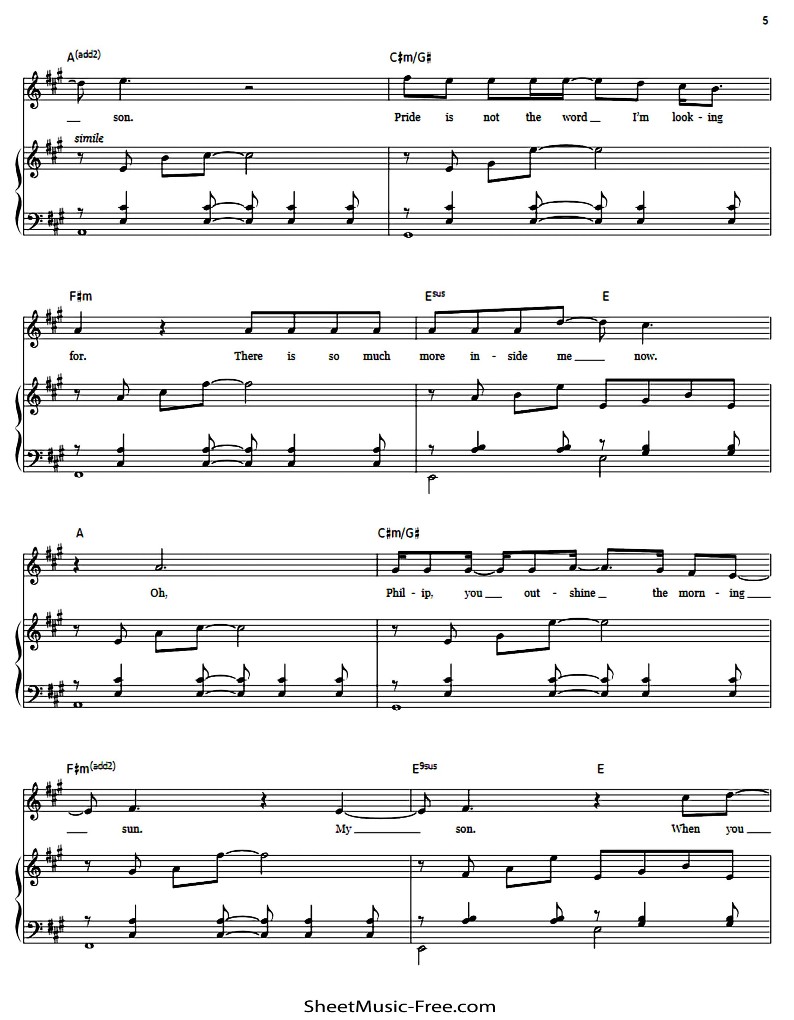 5
A(add2) C♯m/G♯
son. Pride is not the word I'm look - ing
simile
F♯m Esus E
for. There is so much more in - side me now.
A C♯m/G♯
Oh, Phil - ip, you out - shine the morn - ing
F♯m(add2) E9sus E
sun. My son. When you
SheetMusic-Free.com